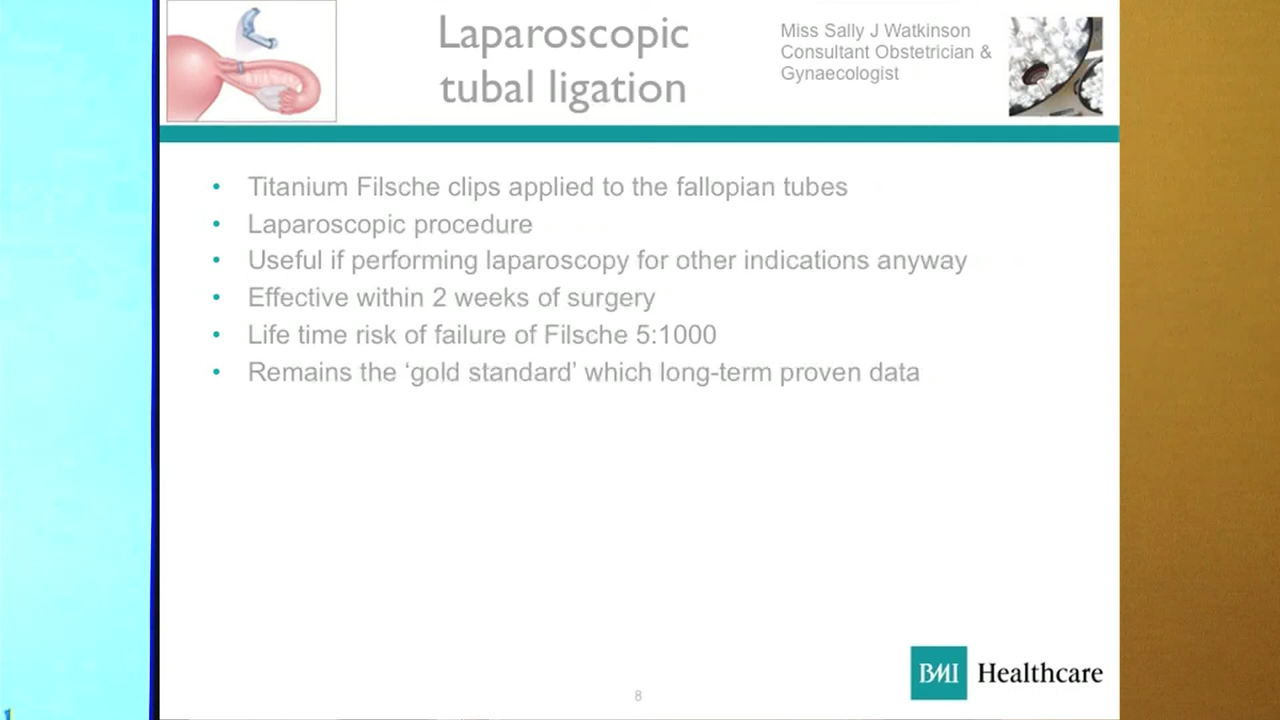 Laparoscopic
tubal ligation
Miss Sally J Watkinson
Consultant Obstetrician &
Gynaecologist
• Titanium Filsche clips applied to the fallopian tubes
• Laparoscopic procedure
• Useful if performing laparoscopy for other indications anyway
• Effective within 2 weeks of surgery
• Life time risk of failure of Filsche 5:1000
• Remains the ‘gold standard’ which long-term proven data
BMI Healthcare
8